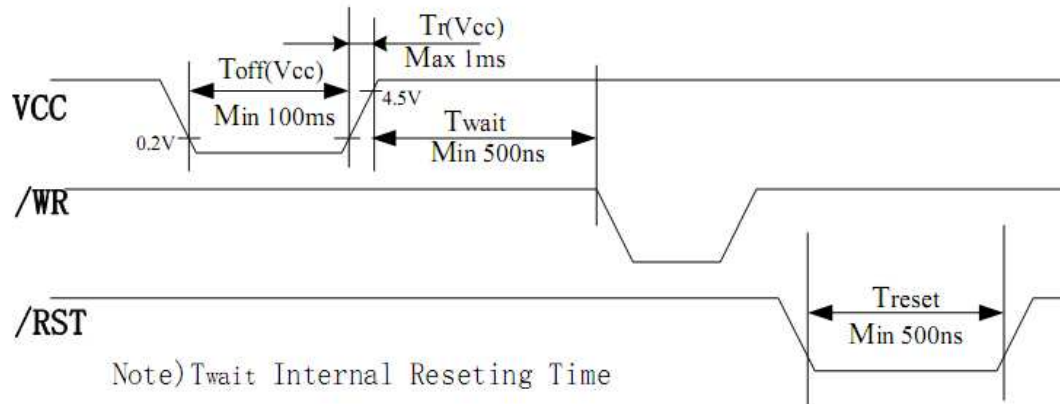 Tr(Vcc)
Max 1ms
Toff(Vcc)
Min 100ms
VCC
4.5V
0.2V
Twait
Min 500ns
/WR
Treset
Min 500ns
/RST
Note)Twait Internal Reseting Time